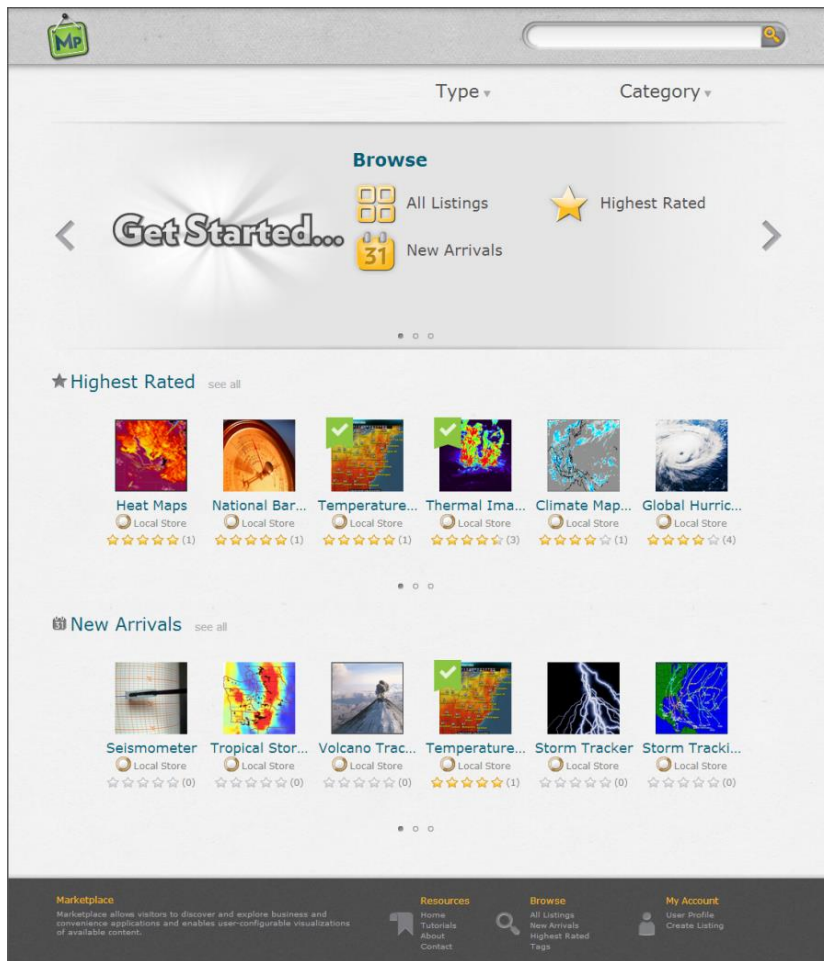 MP
Type
Category
Browse
Get Started...
All Listings
Highest Rated
31
New Arrivals
Highest Rated see all
Heat Maps
National Bar...
Temperature...
Thermal Ima...
Climate Map...
Global Hurric...
Local Store
Local Store
Local Store
Local Store
Local Store
Local Store
(1)
(1)
(1)
(3)
(1)
(4)
31
New Arrivals see all
Seismometer
Tropical Stor...
Volcano Trac...
Temperature...
Storm Tracker
Storm Tracki...
Local Store
Local Store
Local Store
Local Store
Local Store
Local Store
(0)
(0)
(0)
(1)
(0)
(0)
Marketplace
Marketplace allows visitors to discover and explore business and
convenience applications and enables user-configurable visualizations
of available content.
Resources
Home
Tutorials
About
Contact
Browse
All Listings
New Arrivals
Highest Rated
Tags
My Account
User Profile
Create Listing